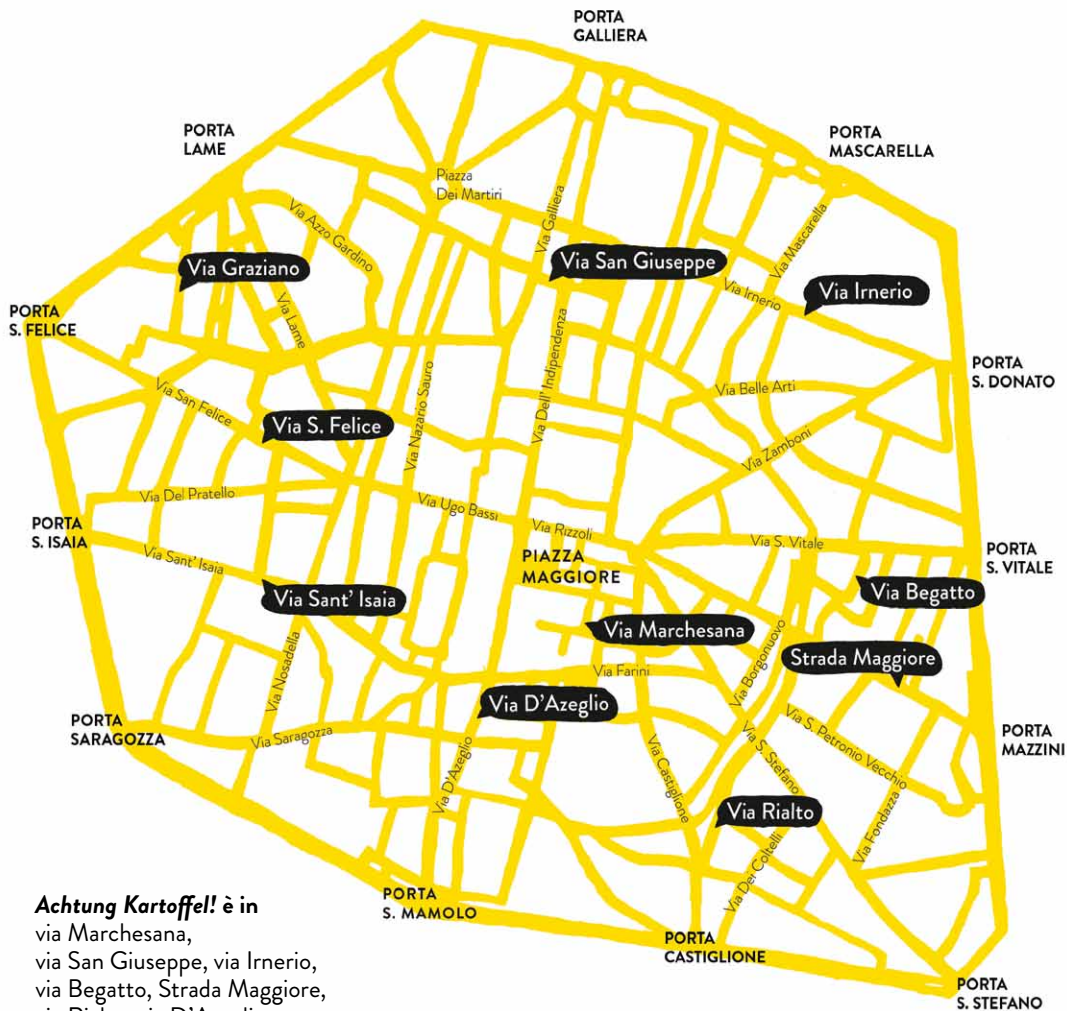 PORTA
GALLIERA
PORTA
LAME
PORTA
MASCARELLA
Piazza
Dei Martiri
Via Azzo Gardino
Via Galliera
Via Mascarella
Via Graziano
Via San Giuseppe
Via Irnerio
Via Irnerio
PORTA
S. FELICE
Via Lame
Via Dell' Indipendenza
PORTA
S. DONATO
Via Nazario Sauro
Via Belle Arti
Via San Felice
Via S. Felice
Via Zamboni
Via Del Pratello
Via Ugo Bassi
Via Rizzoli
PORTA
S. ISAIA
Via S. Vitale
PORTA
S. VITALE
PIAZZA
MAGGIORE
Via Sant' Isaia
Via Sant' Isaia
Via Begatto
Via Marchesana
Via Borgonuovo
Strada Maggiore
Via Nosadella
Via Farini
Via D'Azeglio
PORTA
SARAGOZZA
Via Saragozza
Via S. Petronio Vecchio
PORTA
MAZZINI
Via D'Azeglio
Via Castiglione
Via S. Stefano
Via Rialto
Via Fondazza
Via Dei Coltelli
PORTA
S. MAMOLO
PORTA
CASTIGLIONE
PORTA
S. STEFANO
Achtung Kartoffel! è in
via Marchesana,
via San Giuseppe, via Irnerio,
via Begatto, Strada Maggiore,